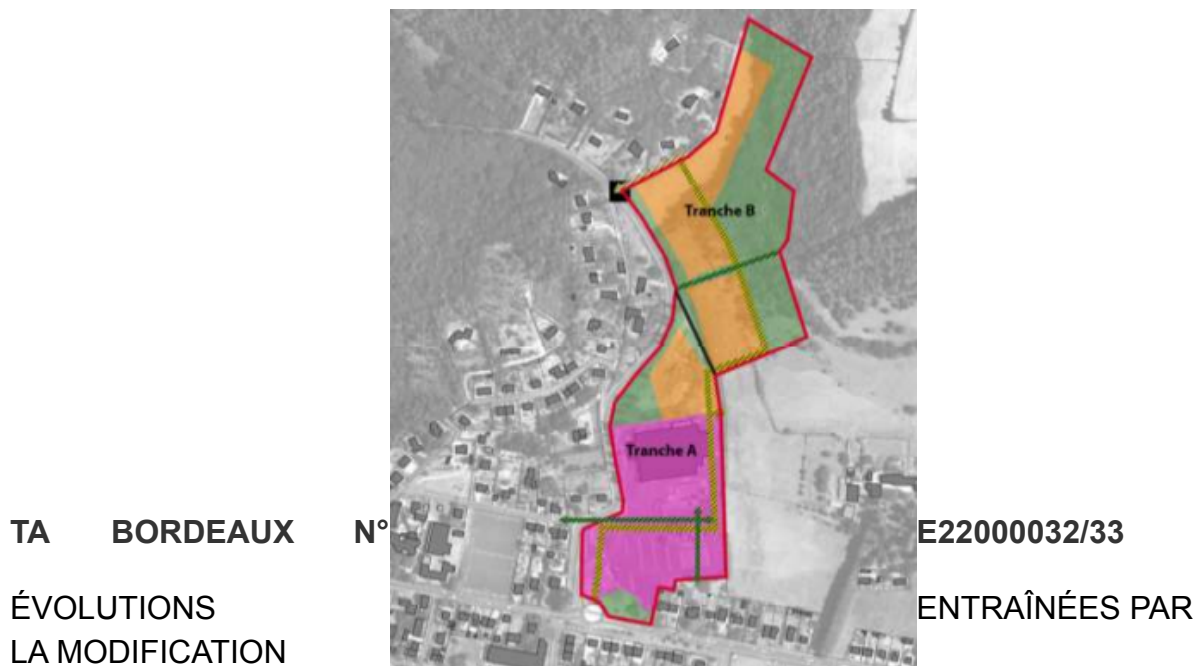 Tranche B
Tranche A
TA BORDEAUX N° E22000032/33
ÉVOLUTIONS ENTRAÎNÉES PAR
LA MODIFICATION